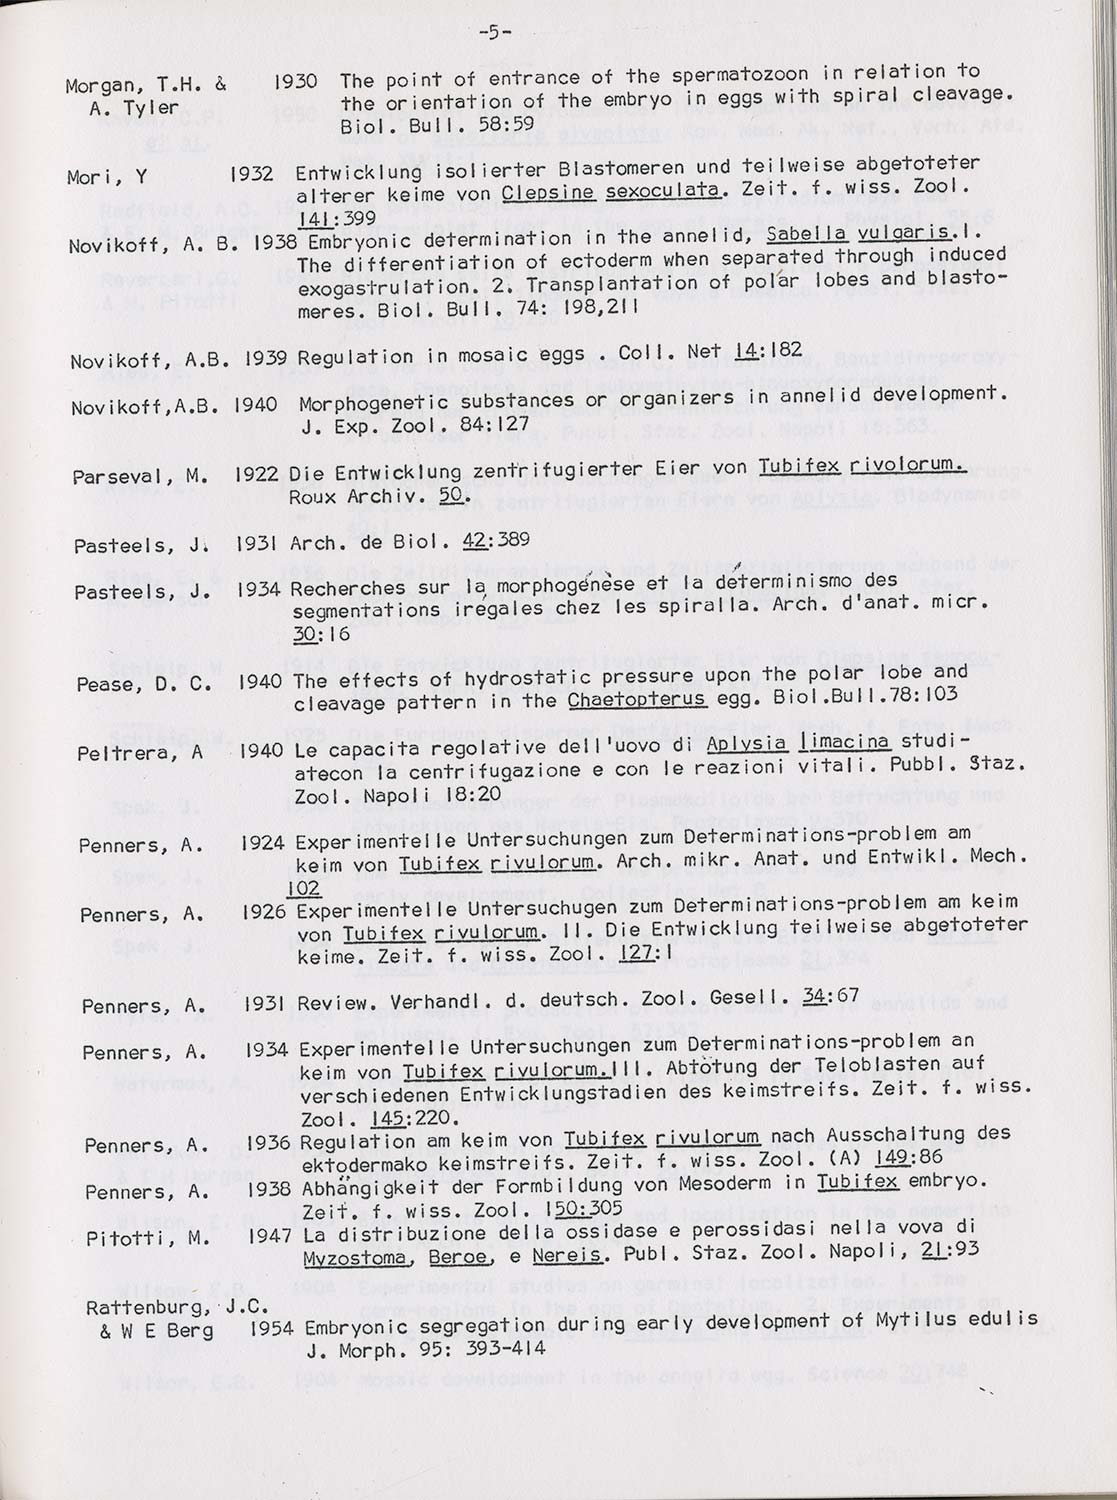 -5-
Morgan, T.H. & 1930 The point of entrance of the spermatozoon in relation to
A. Tyler the orientation of the embryo in eggs with spiral cleavage.
Biol. Bull. 58:59
Mori, Y 1932 Entwicklung isolierter Blastomeren und teilweise abgetoteter
alterer keime von Clepsine sexoculata. Zeit. f. wiss. Zool.
141:399
Novikoff, A. B. 1938 Embryonic determination in the annelid, Sabella vulgaris.I.
The differentiation of ectoderm when separated through induced
exogastrulation. 2. Transplantation of polar lobes and blasto-
meres. Biol. Bull. 74: 198,211
Novikoff, A.B. 1939 Regulation in mosaic eggs . Coll. Net 14:182
Novikoff,A.B. 1940 Morphogenetic substances or organizers in annelid development.
J. Exp. Zool. 84:127
Parseval, M. 1922 Die Entwicklung zentrifugierter Eier von Tubifex rivolorum.
Roux Archiv. 50.
Pasteels, J. 1931 Arch. de Biol. 42:389
Pasteels, J. 1934 Recherches sur la morphogénèse et la déterminismo des
segmentations irégales chez les spiralla. Arch. d'anat. micr.
30:16
Pease, D. C. 1940 The effects of hydrostatic pressure upon the polar lobe and
cleavage pattern in the Chaetopterus egg. Biol.Bull.78:103
Peltrera, A 1940 Le capacita regolative dell'uovo di Aplysia limacina studi-
atecon la centrifugazione e con le reazioni vitali. Pubbl. Staz.
Zool. Napoli 18:20
Penners, A. 1924 Experimentelle Untersuchungen zum Determinations-problem am
keim von Tubifex rivulorum. Arch. mikr. Anat. und Entwikl. Mech.
102
Penners, A. 1926 Experimentelle Untersuchugen zum Determinations-problem am keim
von Tubifex rivulorum. II. Die Entwicklung teilweise abgetoteter
keime. Zeit. f. wiss. Zool. 127:1
Penners, A. 1931 Review. Verhandl. d. deutsch. Zool. Gesell. 34:67
Penners, A. 1934 Experimentelle Untersuchungen zum Determinations-problem an
keim von Tubifex rivulorum.III. Abtötung der Teloblasten auf
verschiedenen Entwicklungstadien des keimstreifs. Zeit. f. wiss.
Zool. 145:220.
Penners, A. 1936 Regulation am keim von Tubifex rivulorum nach Ausschaltung des
ektodermako keimstreifs. Zeit. f. wiss. Zool. (A) 149:86
Penners, A. 1938 Abhängigkeit der Formbildung von Mesoderm in Tubifex embryo.
Zeit. f. wiss. Zool. 150:305
Pitotti, M. 1947 La distribuzione della ossidase e perossidasi nella vova di
Myzostoma, Beroe, e Nereis. Publ. Staz. Zool. Napoli, 21:93
Rattenburg, J.C.
& W E Berg 1954 Embryonic segregation during early development of Mytilus edulis
J. Morph. 95: 393-414